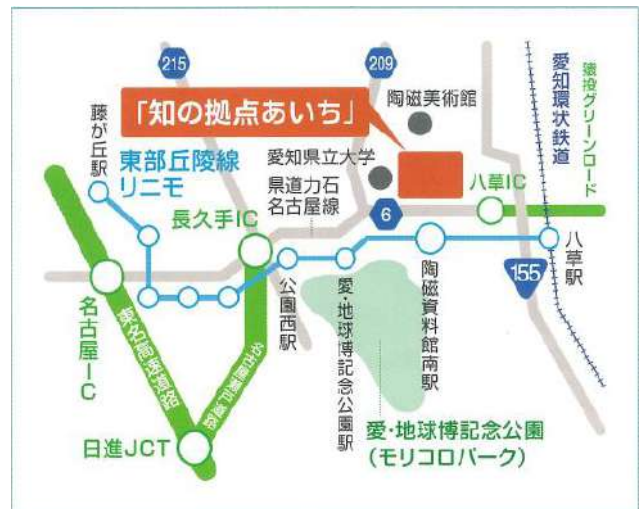 215
209
陶磁美術館
「知の拠点あいち」
藤が丘駅
東部丘陵線
リニモ
愛知県立大学
県道力石
名古屋線
6
八草IC
愛知環状鉄道
猿投グリーンロード
長久手IC
155
八草駅
名古屋IC
東名高速道路
名古屋瀬戸道路
公園西駅
愛・地球博記念公園駅
陶磁資料館南駅
日進JCT
愛・地球博記念公園
(モリコロパーク)